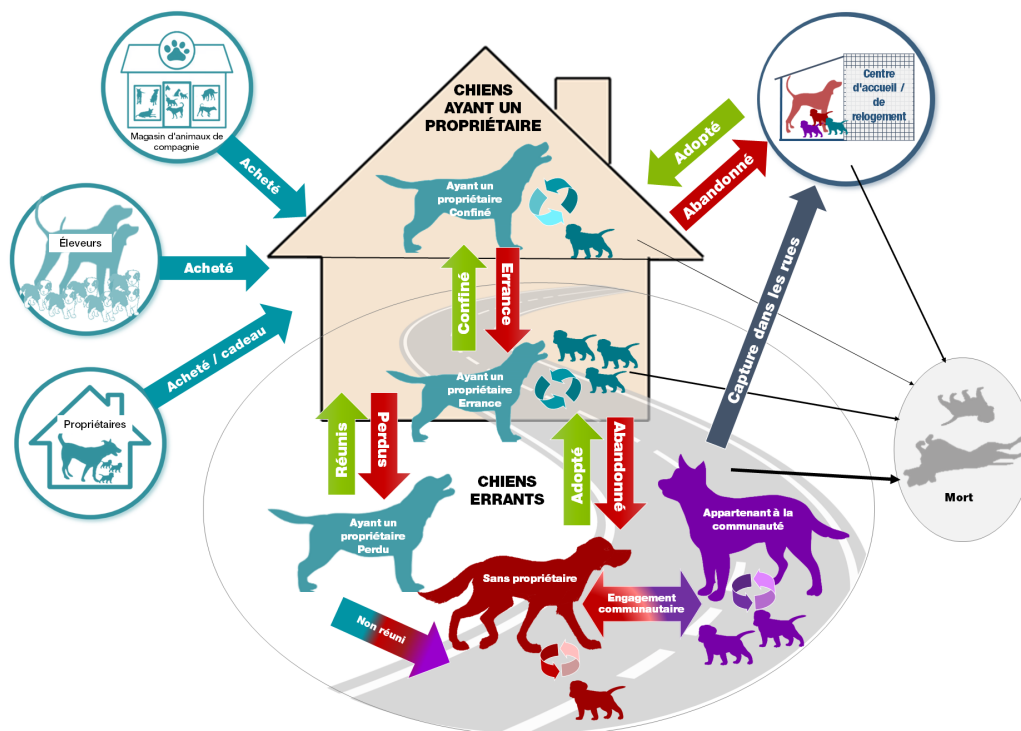 Magasin d'animaux de
compagnie
Acheté
Éleveurs
Acheté
Propriétaires
Acheté / cadeau
CHIENS
AYANT UN
PROPRIÉTAIRE
Ayant un
propriétaire
Confiné
Centre
d'accueil /
de
relogement
Adopté
Abandonné
Capture dans les rues
Confiné
Errance
Ayant un
propriétaire
Errance
Réunis
Perdus
Adopté
Abandonné
CHIENS
ERRANTS
Ayant un
propriétaire
Perdu
Sans propriétaire
Appartenant à la
communauté
Engagement
communautaire
Non réuni
Mort